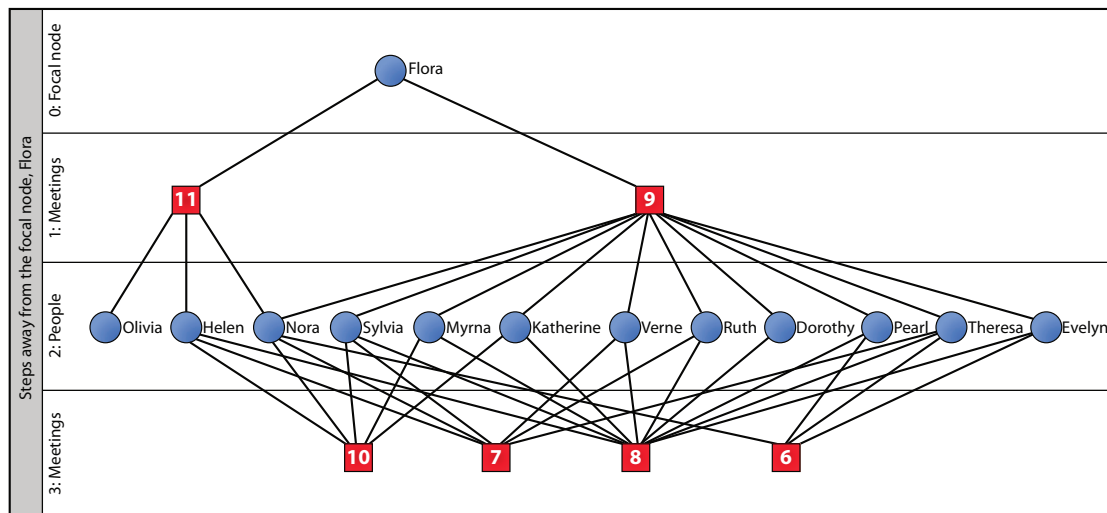 Steps away from the focal node, Flora
0: Focal node
Flora
1: Meetings
11
9
2: People
Olivia
Helen
Nora
Sylvia
Myrna
Katherine
Verne
Ruth
Dorothy
Pearl
Theresa
Evelyn
3: Meetings
10
7
8
6